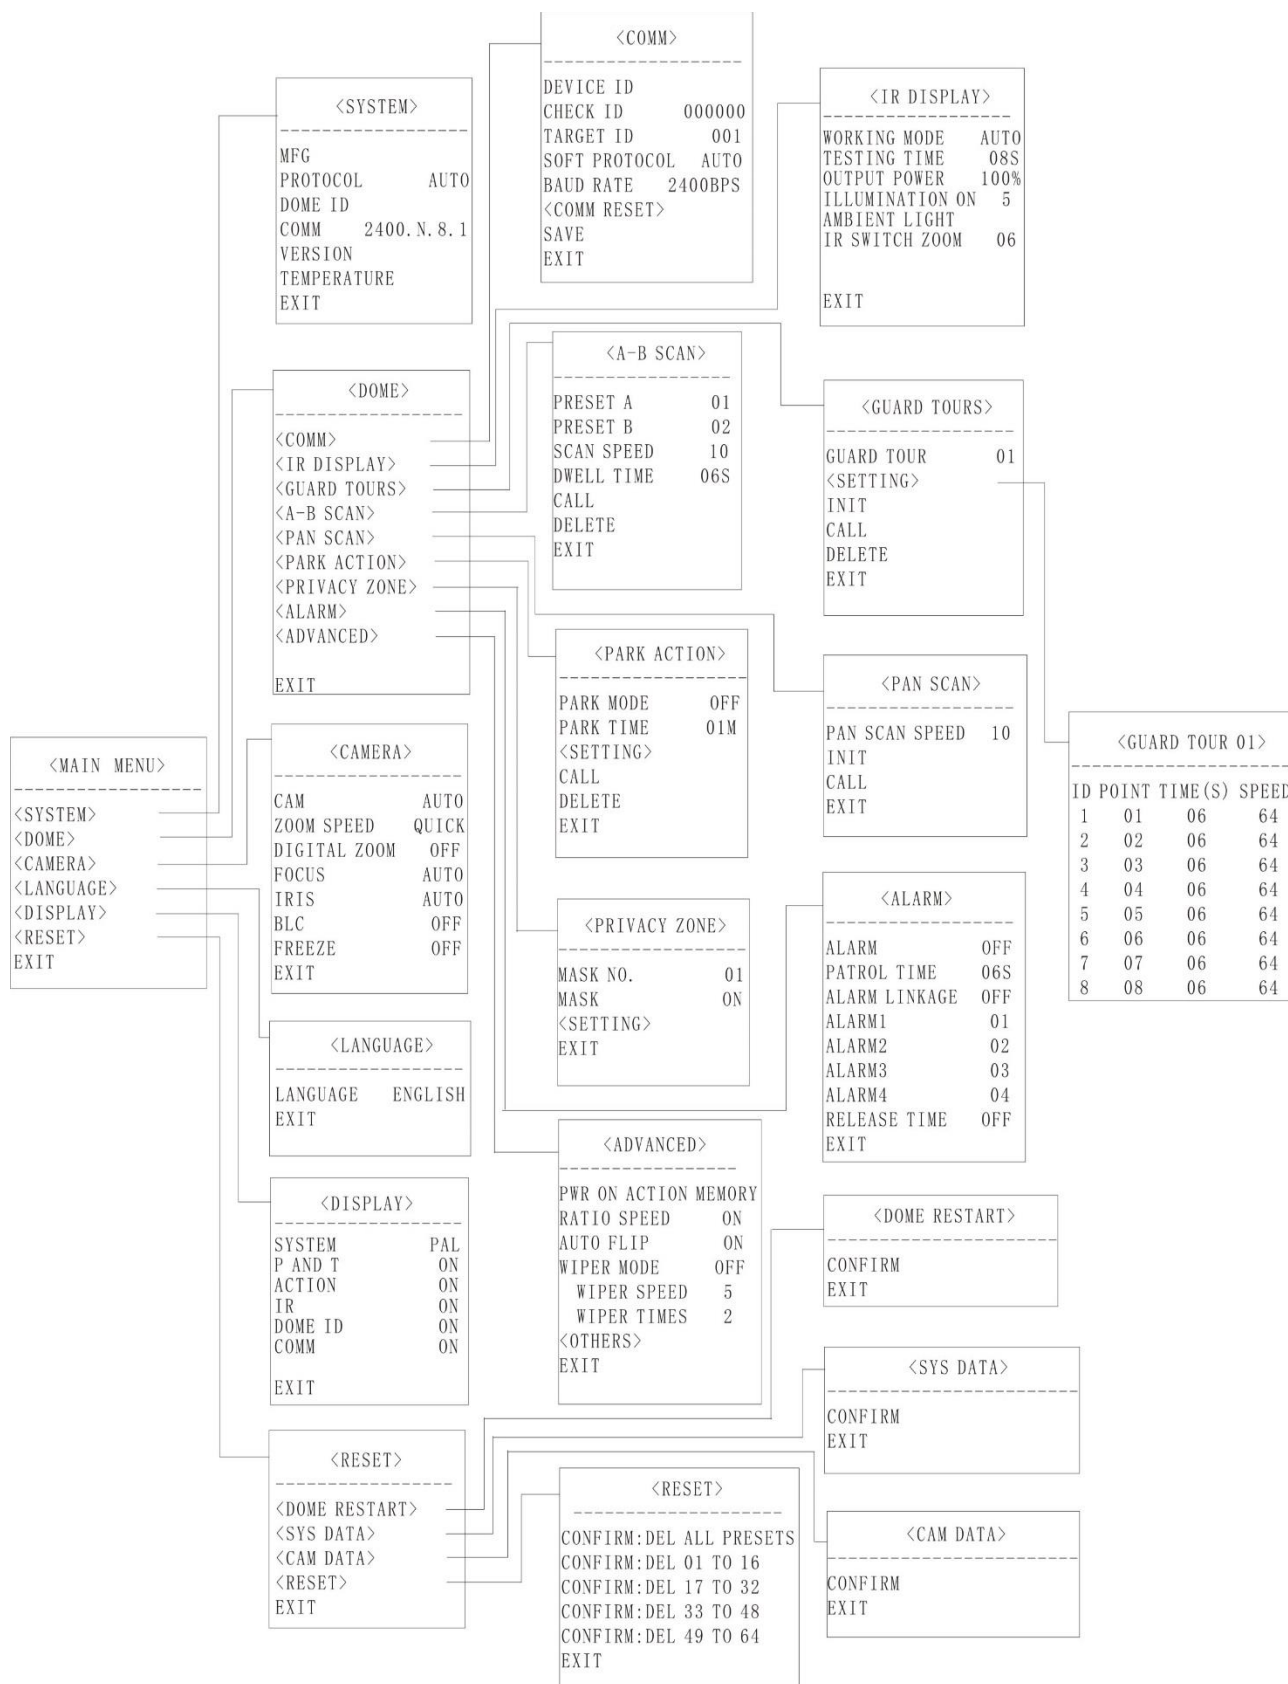 <MAIN MENU>
<SYSTEM>
<DOME>
<CAMERA>
<LANGUAGE>
<DISPLAY>
<RESET>
EXIT
<SYSTEM>
MFG
PROTOCOL AUTO
DOME ID
COMM 2400.N.8.1
VERSION
TEMPERATURE
EXIT
<DOME>
<COMM>
<IR DISPLAY>
<GUARD TOURS>
<A-B SCAN>
<PAN SCAN>
<PARK ACTION>
<PRIVACY ZONE>
<ALARM>
<ADVANCED>
EXIT
<CAMERA>
CAM AUTO
ZOOM SPEED QUICK
DIGITAL ZOOM OFF
FOCUS AUTO
IRIS AUTO
BLC OFF
FREEZE OFF
EXIT
<LANGUAGE>
LANGUAGE ENGLISH
EXIT
<DISPLAY>
SYSTEM PAL
P AND T ON
ACTION ON
IR ON
DOME ID ON
COMM ON
EXIT
<RESET>
<DOME RESTART>
<SYS DATA>
<CAM DATA>
<RESET>
EXIT
<COMM>
DEVICE ID
CHECK ID 000000
TARGET ID 001
SOFT PROTOCOL AUTO
BAUD RATE 2400BPS
<COMM RESET>
SAVE
EXIT
<A-B SCAN>
PRESET A 01
PRESET B 02
SCAN SPEED 10
DWELL TIME 06S
CALL
DELETE
EXIT
<PARK ACTION>
PARK MODE OFF
PARK TIME 01M
<SETTING>
CALL
DELETE
EXIT
<PRIVACY ZONE>
MASK NO. 01
MASK ON
<SETTING>
EXIT
<ADVANCED>
PWR ON ACTION MEMORY
RATIO SPEED ON
AUTO FLIP ON
WIPER MODE OFF
WIPER SPEED 5
WIPER TIMES 2
<OTHERS>
EXIT
<RESET>
CONFIRM:DEL ALL PRESETS
CONFIRM:DEL 01 TO 16
CONFIRM:DEL 17 TO 32
CONFIRM:DEL 33 TO 48
CONFIRM:DEL 49 TO 64
EXIT
<IR DISPLAY>
WORKING MODE AUTO
TESTING TIME 08S
OUTPUT POWER 100%
ILLUMINATION ON 5
AMBIENT LIGHT
IR SWITCH ZOOM 06
EXIT
<GUARD TOURS>
GUARD TOUR 01
<SETTING>
INIT
CALL
DELETE
EXIT
<PAN SCAN>
PAN SCAN SPEED 10
INIT
CALL
EXIT
<ALARM>
ALARM OFF
PATROL TIME 06S
ALARM LINKAGE OFF
ALARM1 01
ALARM2 02
ALARM3 03
ALARM4 04
RELEASE TIME OFF
EXIT
<DOME RESTART>
CONFIRM
EXIT
<SYS DATA>
CONFIRM
EXIT
<CAM DATA>
CONFIRM
EXIT
<GUARD TOUR 01>
ID POINT TIME(S) SPEED
1 01 06 64
2 02 06 64
3 03 06 64
4 04 06 64
5 05 06 64
6 06 06 64
7 07 06 64
8 08 06 64